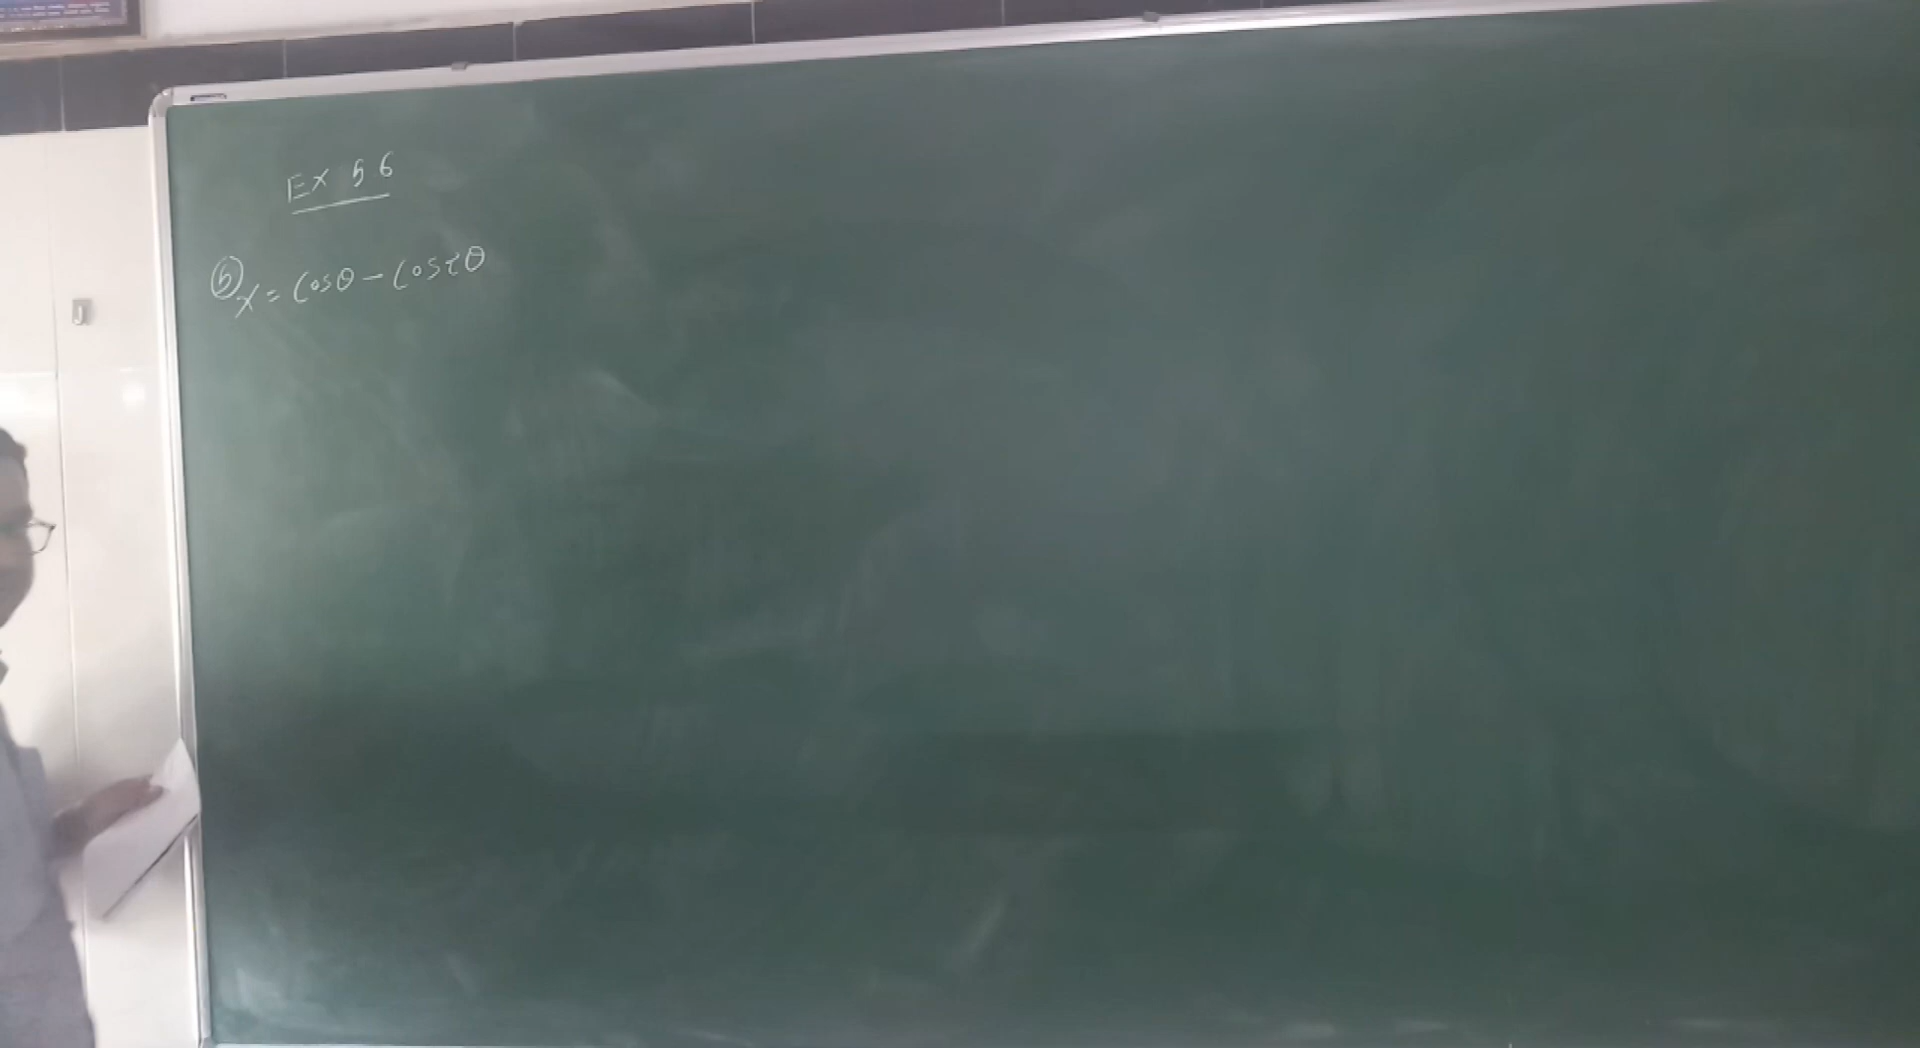 Ex 5 6
⑤ x = Cosθ - Cos2θ